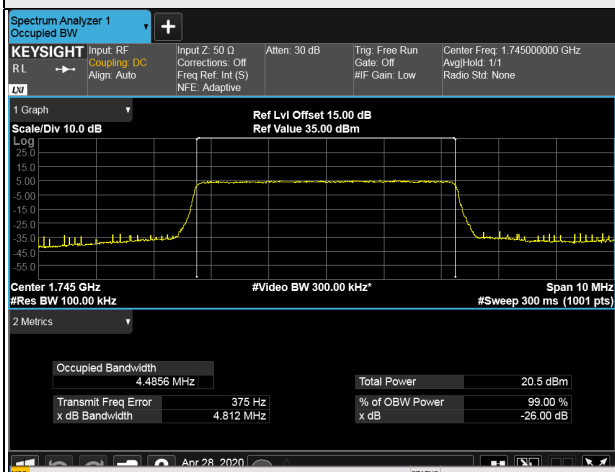 Spectrum Analyzer 1
Occupied BW
+
KEYSIGHT
RL
LXI
Input: RF
Coupling: DC
Align: Auto
Input Z: 50 Ω
Corrections: Off
Freq Ref: Int (S)
NFE: Adaptive
Atten: 30 dB
Trig: Free Run
Gate: Off
#IF Gain: Low
Center Freq: 1.745000000 GHz
Avg|Hold: 1/1
Radio Std: None
1 Graph
Scale/Div 10.0 dB
Ref Lvl Offset 15.00 dB
Ref Value 35.00 dBm
Log
25.0
15.0
5.00
-5.00
-15.0
-25.0
-35.0
-45.0
-55.0
Center 1.745 GHz
#Video BW 300.00 kHz*
Span 10 MHz
#Res BW 100.00 kHz
#Sweep 300 ms (1001 pts)
2 Metrics
Occupied Bandwidth
4.4856 MHz
Total Power 20.5 dBm
Transmit Freq Error 375 Hz
% of OBW Power 99.00 %
x dB Bandwidth 4.812 MHz
x dB -26.00 dB
Apr 28, 2020